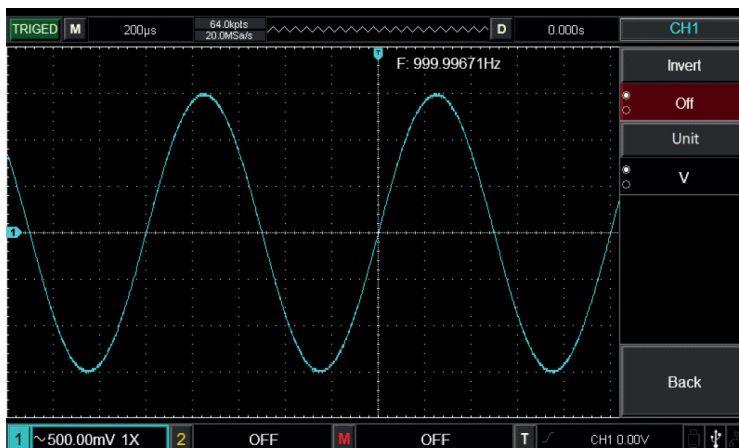 TRIGED M 200μs 64.0kpts D 0.000s CH1
20.0MSa/s
T
F: 999.99671Hz
Invert
Off
Unit
V
1
Back
1 ~500.00mV 1X 2 OFF M OFF T CH1 0.00V